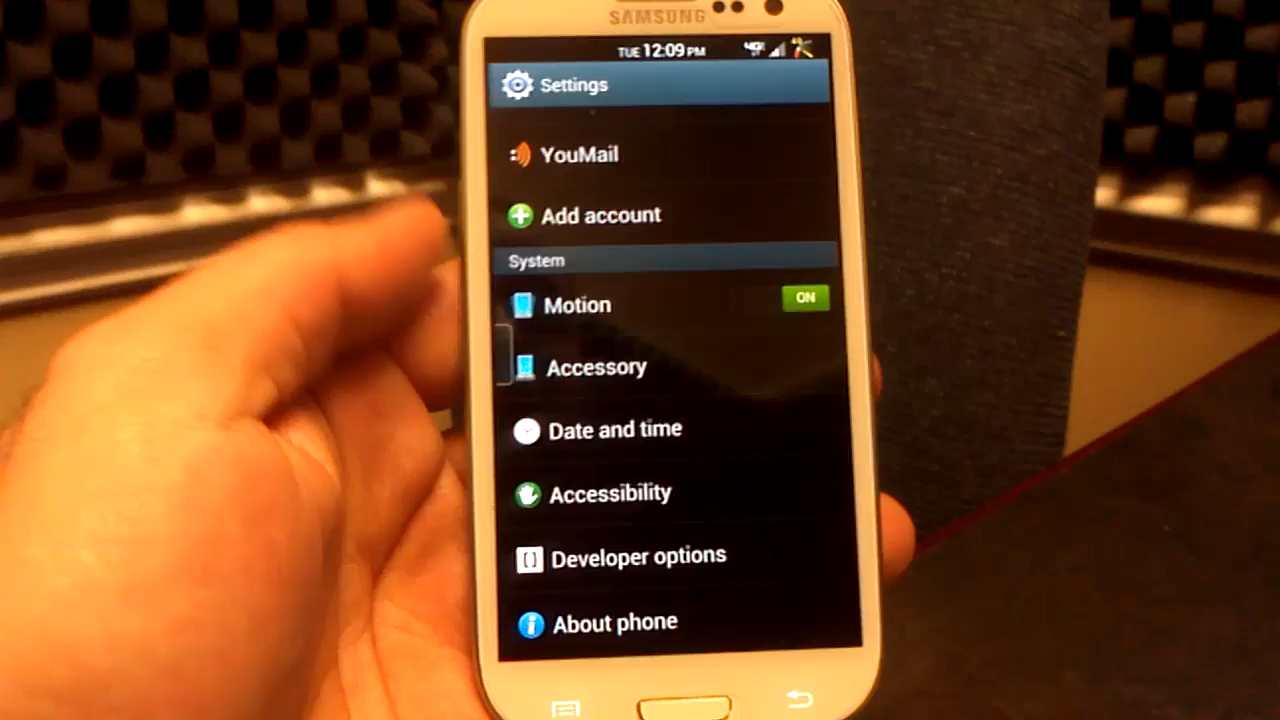 SAMSUNG
TUE 12:09 PM
Settings
YouMail
Add account
System
Motion
ON
Accessory
Date and time
Accessibility
Developer options
About phone